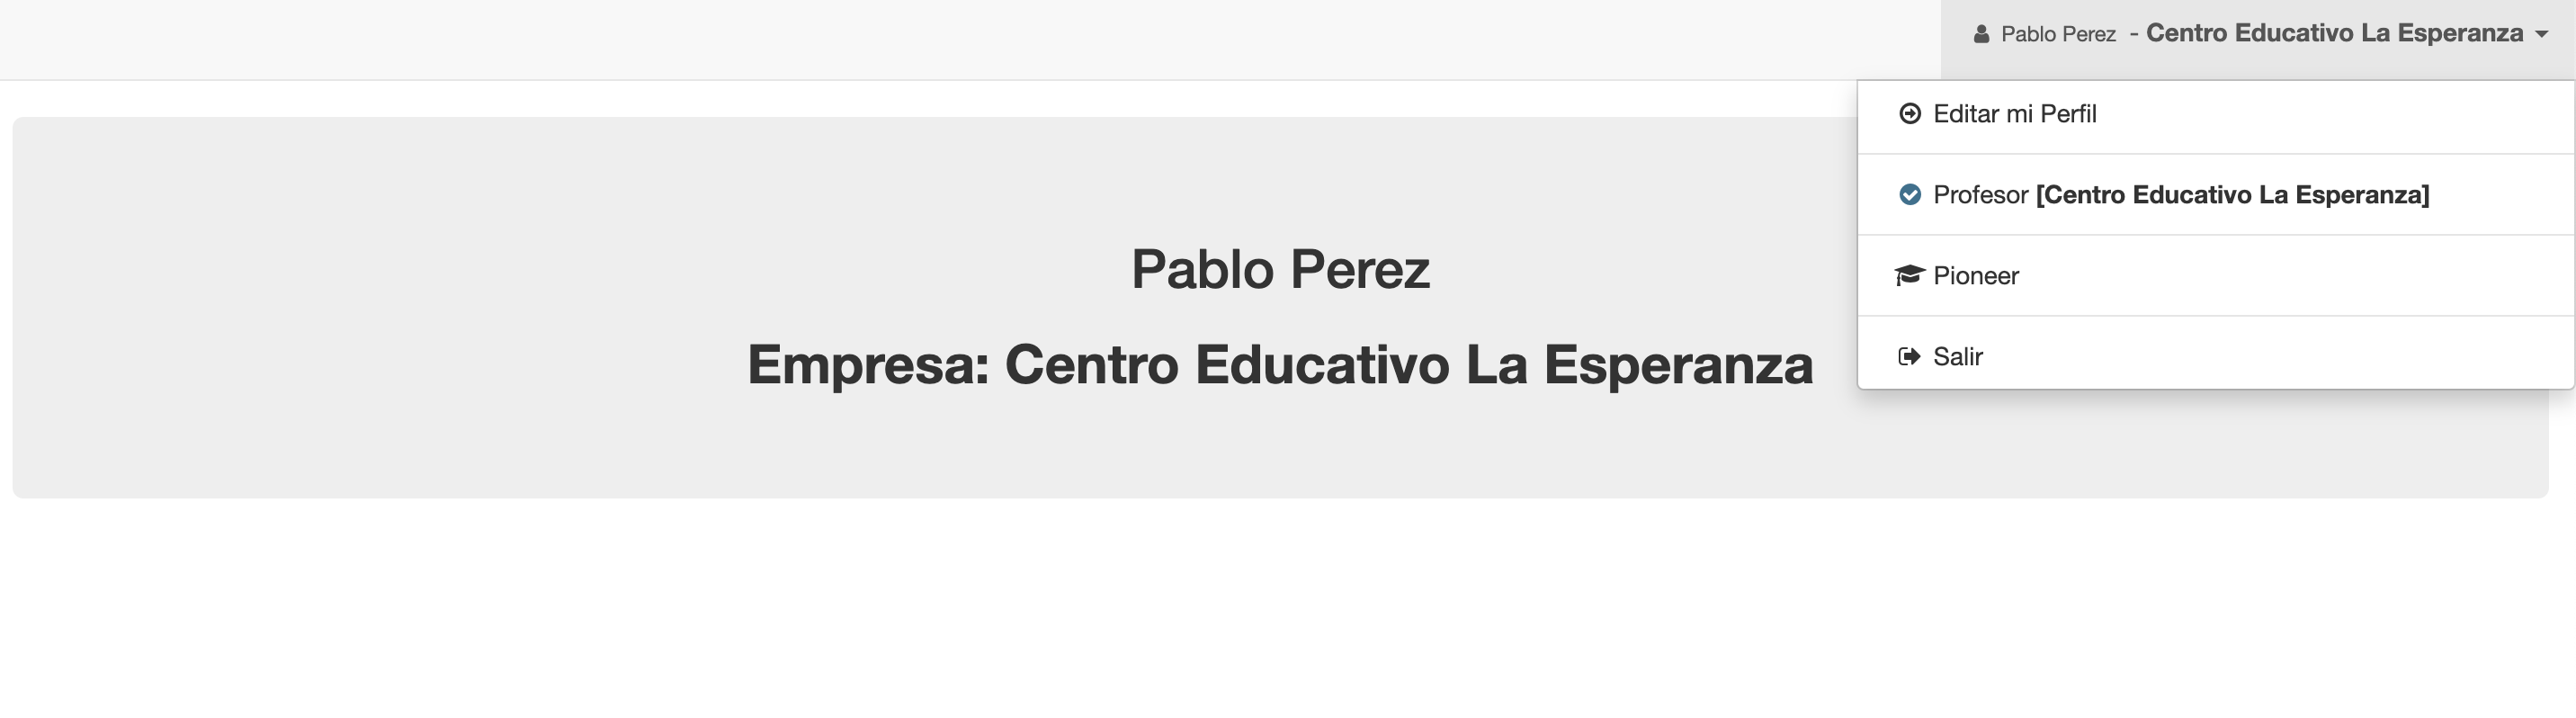 Pablo Perez - Centro Educativo La Esperanza
Editar mi Perfil
Profesor [Centro Educativo La Esperanza]
Pioneer
Salir
Pablo Perez
Empresa: Centro Educativo La Esperanza